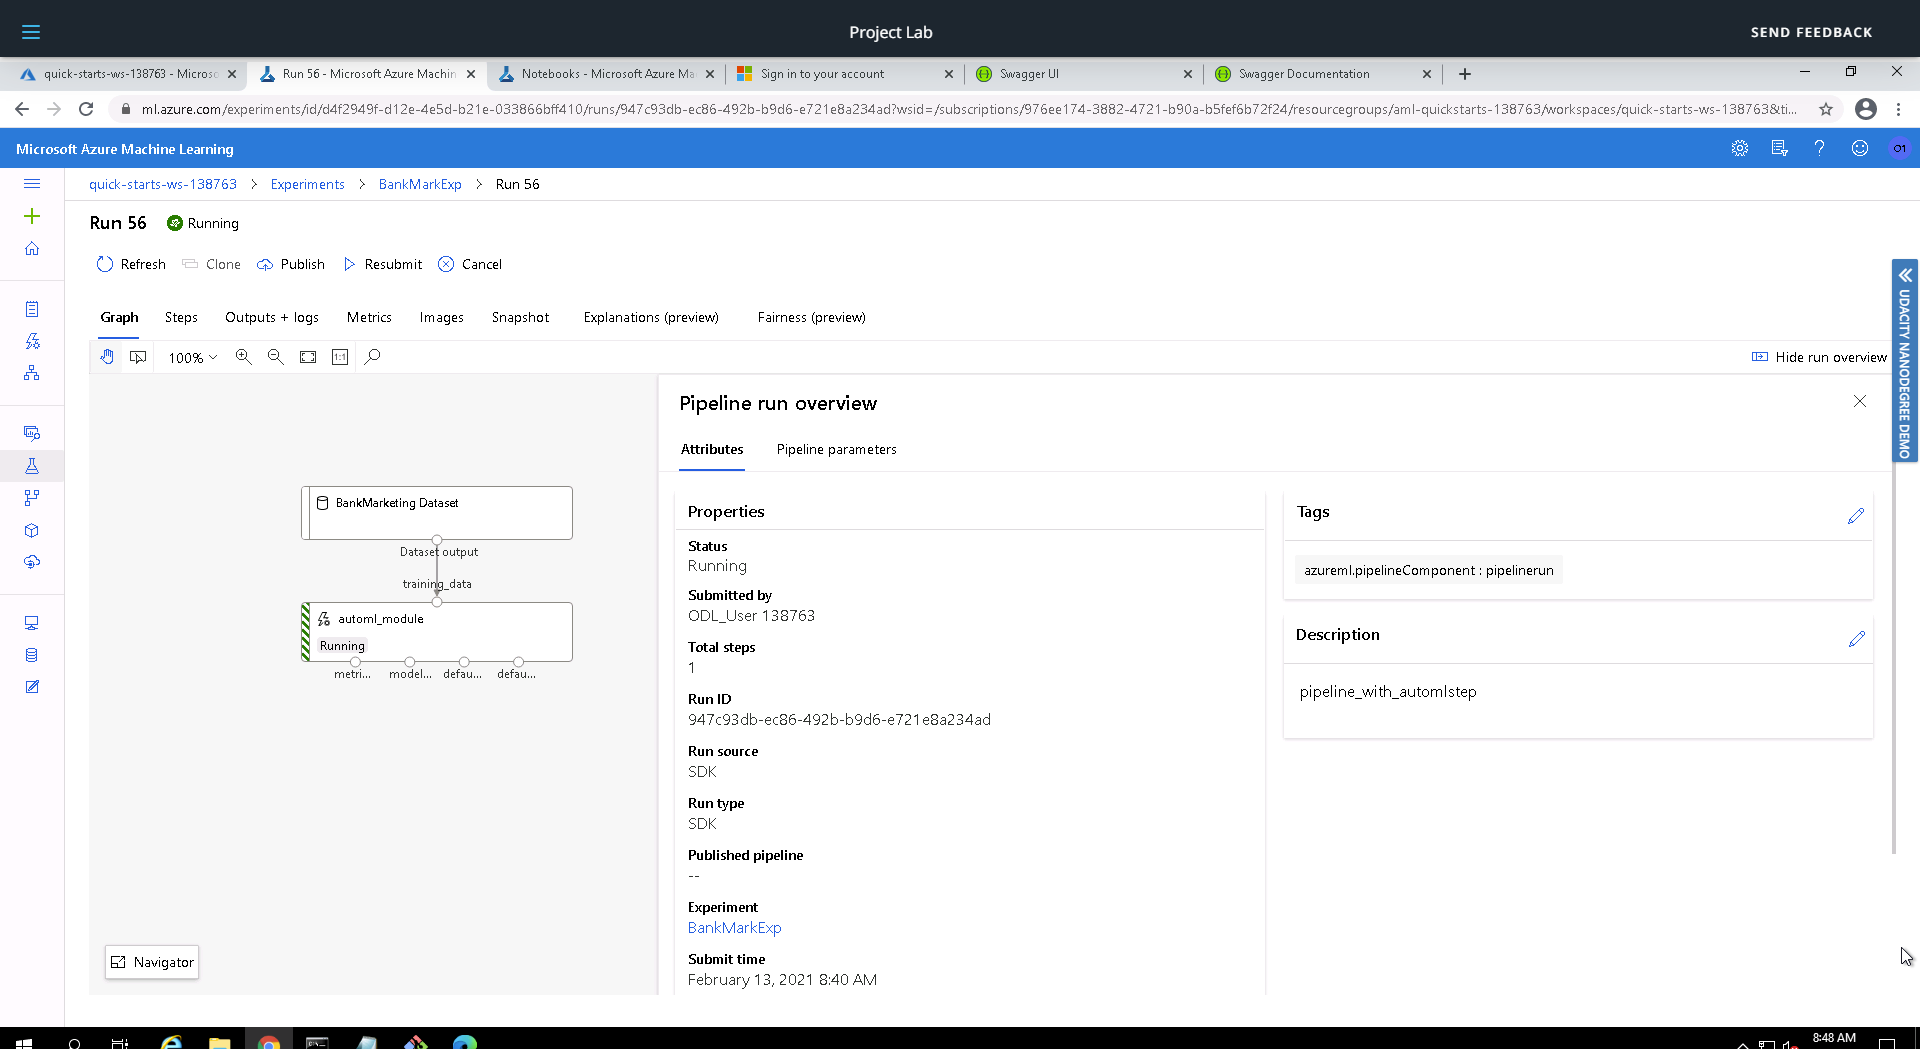 Project Lab
SEND FEEDBACK
quick-starts-ws-138763 - Microso
Run 56 - Microsoft Azure Machin
Notebooks - Microsoft Azure Ma
Sign in to your account
Swagger UI
Swagger Documentation
ml.azure.com/experiments/id/d4f2949f-d12e-4e5d-b21e-033866bff410/runs/947c93db-ec86-492b-b9d6-e721e8a234ad?wsid=/subscriptions/976ee174-3882-4721-b90a-b5fef6b72f24/resourcegroups/aml-quickstarts-138763/workspaces/quick-starts-ws-138763&ti...
Microsoft Azure Machine Learning
O1
quick-starts-ws-138763 > Experiments > BankMarkExp > Run 56
Run 56 Running
Refresh Clone Publish Resubmit Cancel
Graph Steps Outputs + logs Metrics Images Snapshot Explanations (preview) Fairness (preview)
100% 1:1 Hide run overview
UDACITY NANODEGREE DEMO
BankMarketing Dataset
Dataset output
training_data
automl_module
Running
metri... model... defau... defau...
Navigator
Pipeline run overview
Attributes Pipeline parameters
Properties
Status
Running
Submitted by
ODL_User 138763
Total steps
1
Run ID
947c93db-ec86-492b-b9d6-e721e8a234ad
Run source
SDK
Run type
SDK
Published pipeline
--
Experiment
BankMarkExp
Submit time
February 13, 2021 8:40 AM
Tags
azureml.pipelineComponent : pipelinerun
Description
pipeline_with_automlstep
8:48 AM